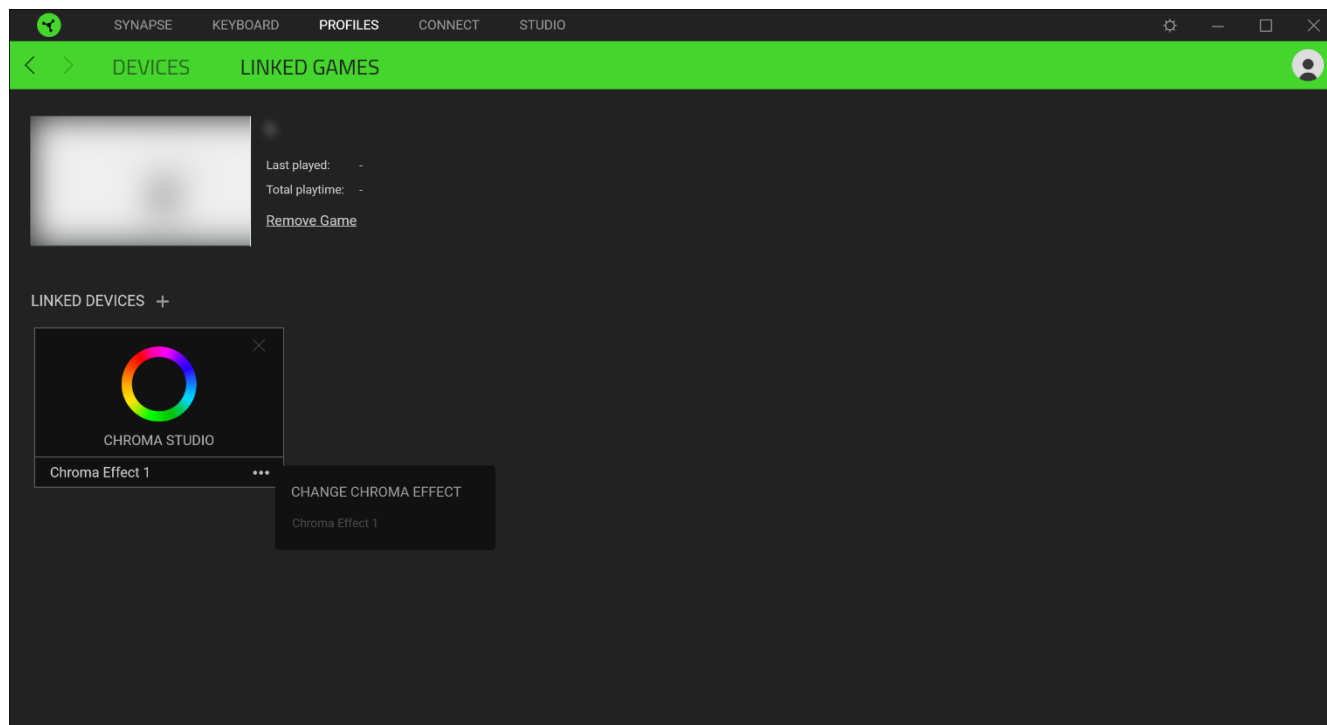 SYNAPSE KEYBOARD PROFILES CONNECT STUDIO
DEVICES LINKED GAMES
Last played: -
Total playtime: -
Remove Game
LINKED DEVICES +
CHROMA STUDIO
Chroma Effect 1 •••
CHANGE CHROMA EFFECT
Chroma Effect 1